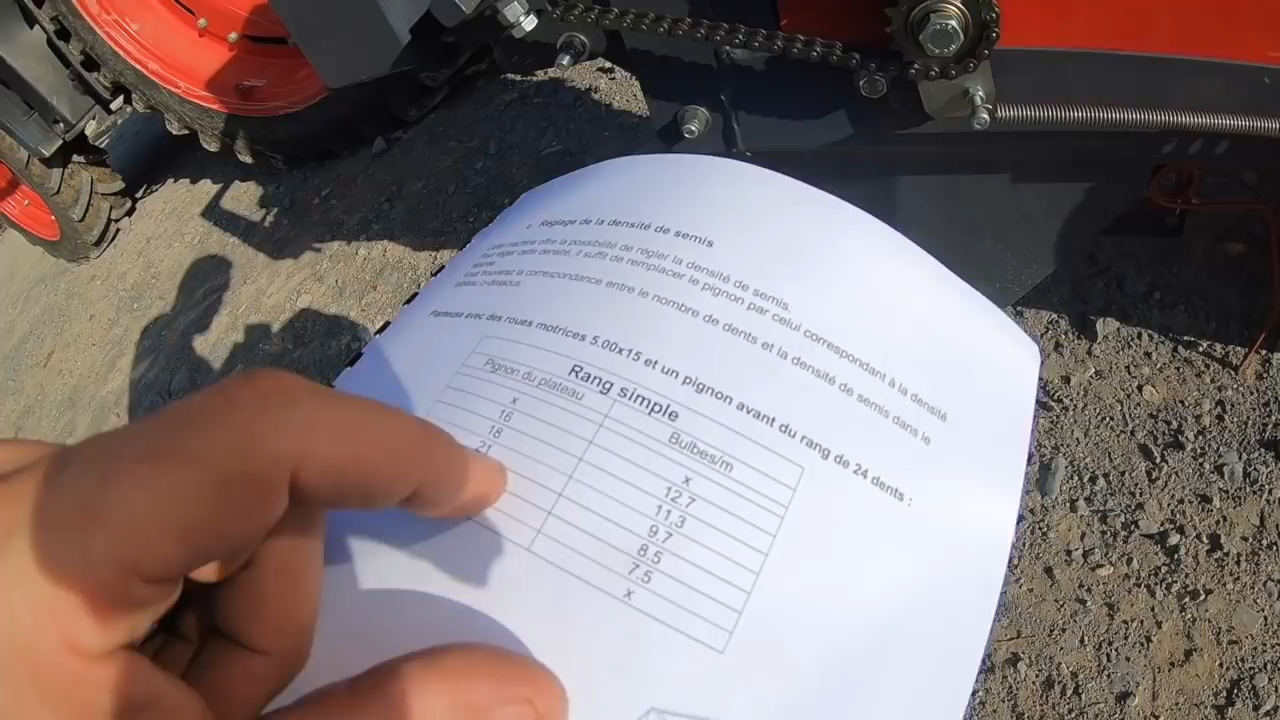 c. Réglage de la densité de semis
Cette machine offre la possibilité de régler la densité de semis.
Pour régler cette densité, il suffit de remplacer le pignon par celui correspondant à la densité
désirée.
Vous trouverez la correspondance entre le nombre de dents et la densité de semis dans le
tableau ci-dessous.
Planteuse avec des roues motrices 5.00x15 et un pignon avant du rang de 24 dents :
Rang simple
Pignon du plateau Bulbes/m
x x
16 12.7
18 11.3
21 9.7
8.5
7.5
x